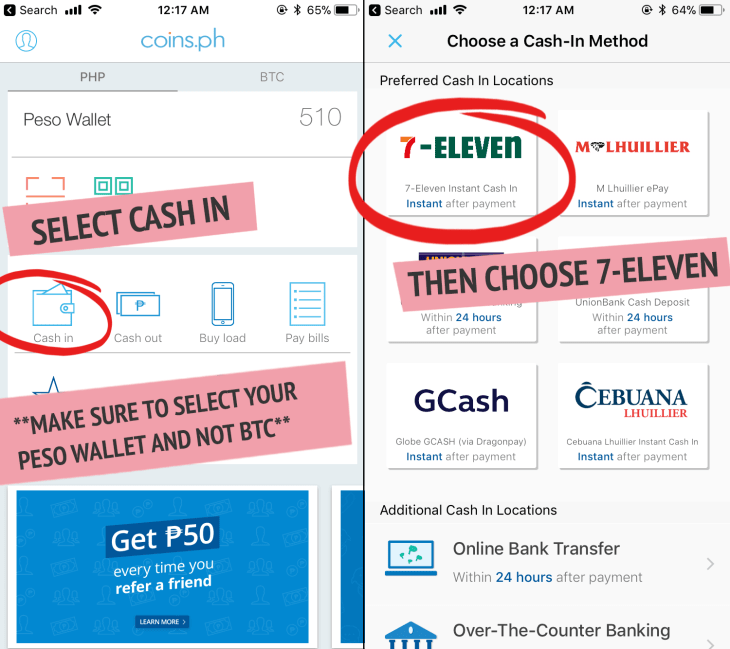 Search
12:17 AM
65%
coins.ph
PHP
BTC
Peso Wallet
510
SELECT CASH IN
Cash in
Cash out
Buy load
Pay bills
**MAKE SURE TO SELECT YOUR
PESO WALLET AND NOT BTC**
Get ₱50
every time you
refer a friend
LEARN MORE >
Search
12:17 AM
64%
Choose a Cash-In Method
Preferred Cash In Locations
7-ELEVEn
7-Eleven Instant Cash In
Instant after payment
M LHUILLIER
M Lhuillier ePay
Instant after payment
THEN CHOOSE 7-ELEVEN
Within 24 hours
after payment
UnionBank Cash Deposit
Within 24 hours
after payment
GCash
Globe GCASH (via Dragonpay)
Instant after payment
CEBUANA
LHUILLIER
Cebuana Lhuillier Instant Cash In
Instant after payment
Additional Cash In Locations
Online Bank Transfer
Within 24 hours after payment
Over-The-Counter Banking